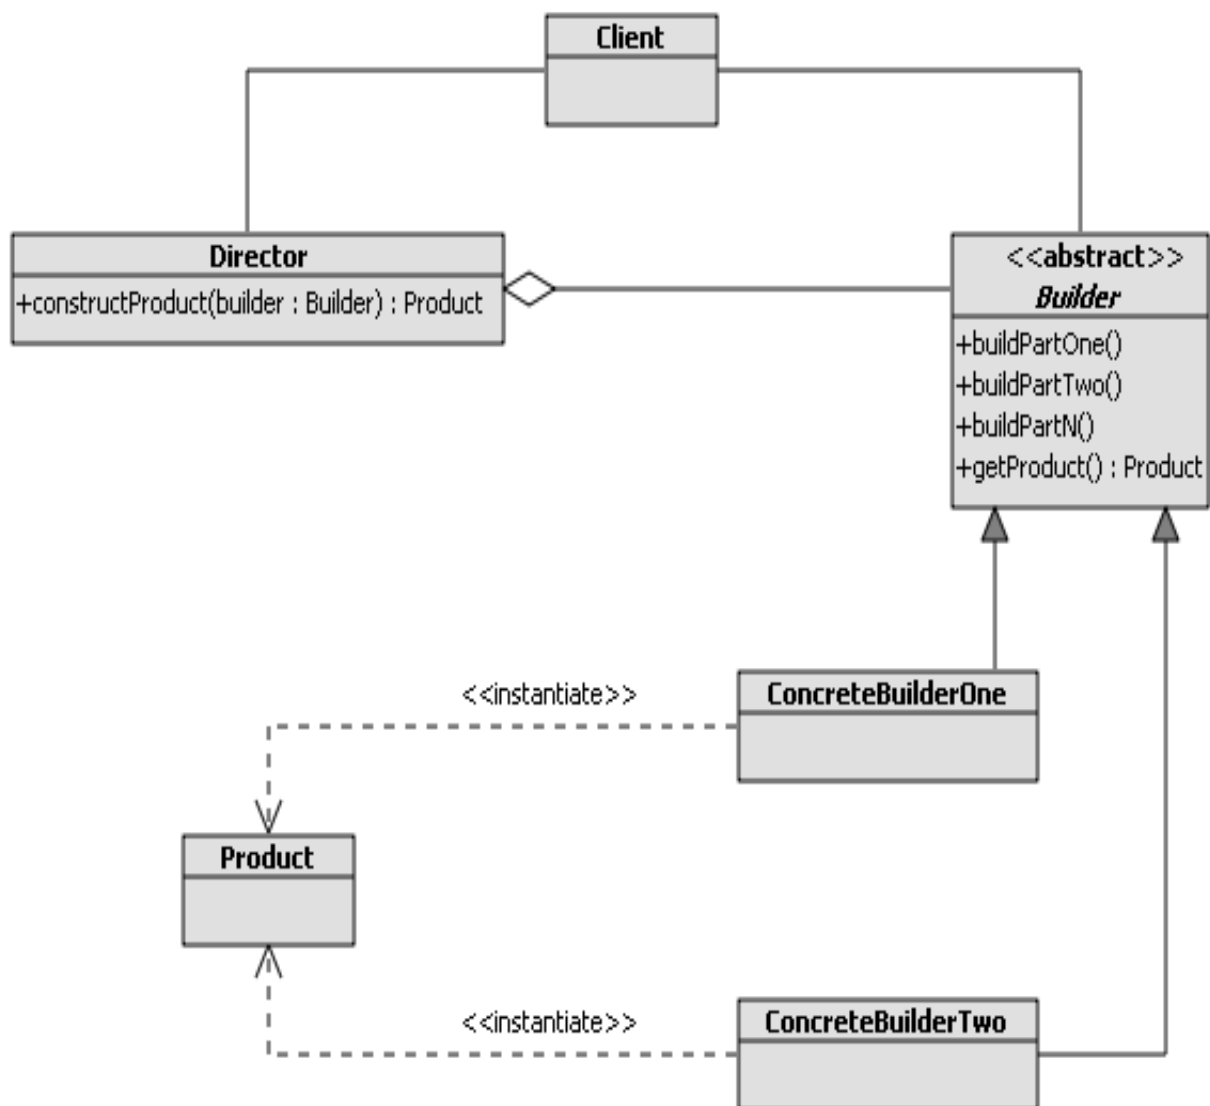 Client
Director
+constructProduct(builder : Builder) : Product
<<abstract>>
Builder
+buildPartOne()
+buildPartTwo()
+buildPartN()
+getProduct() : Product
<<instantiate>>
ConcreteBuilderOne
Product
<<instantiate>>
ConcreteBuilderTwo